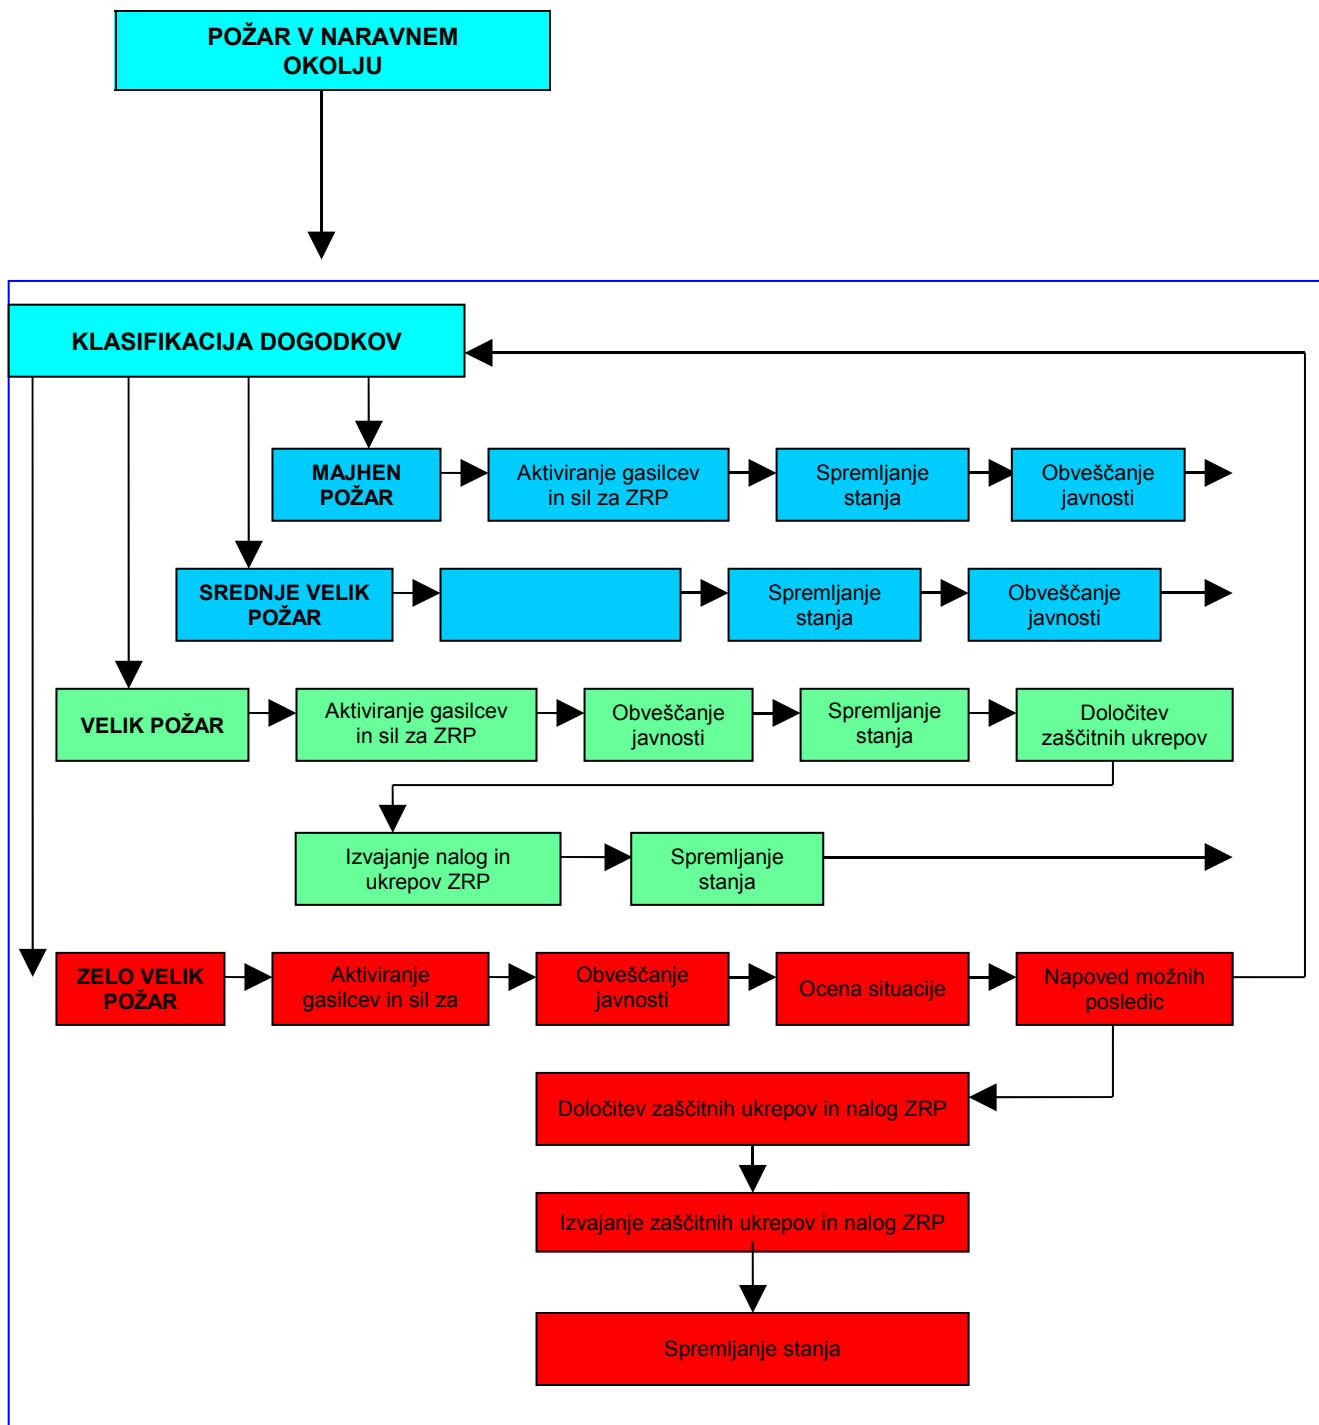 POŽAR V NARAVNEM
OKOLJU
KLASIFIKACIJA DOGODKOV
MAJHEN
POŽAR
Aktiviranje gasilcev
in sil za ZRP
Spremljanje
stanja
Obveščanje
javnosti
SREDNJE VELIK
POŽAR
Spremljanje
stanja
Obveščanje
javnosti
VELIK POŽAR
Aktiviranje gasilcev
in sil za ZRP
Obveščanje
javnosti
Spremljanje
stanja
Določitev
zaščitnih ukrepov
Izvajanje nalog in
ukrepov ZRP
Spremljanje
stanja
ZELO VELIK
POŽAR
Aktiviranje
gasilcev in sil za
Obveščanje
javnosti
Ocena situacije
Napoved možnih
posledic
Določitev zaščitnih ukrepov in nalog ZRP
Izvajanje zaščitnih ukrepov in nalog ZRP
Spremljanje stanja